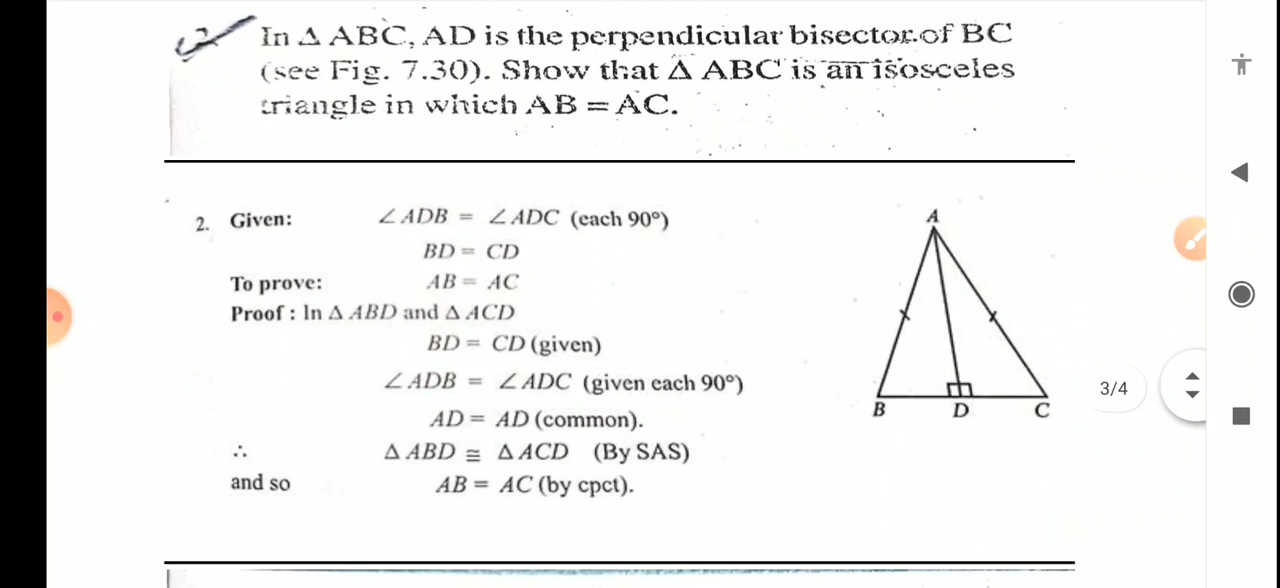 In Δ ABC, AD is the perpendicular bisector of BC
(see Fig. 7.30). Show that Δ ABC is an isosceles
triangle in which AB = AC.
2. Given: ∠ADB = ∠ADC (each 90°)
BD = CD
To prove: AB = AC
Proof : In Δ ABD and Δ ACD
BD = CD (given)
∠ADB = ∠ADC (given each 90°)
AD = AD (common).
∴ Δ ABD ≅ Δ ACD (By SAS)
and so AB = AC (by cpct).
A
B D C
3/4